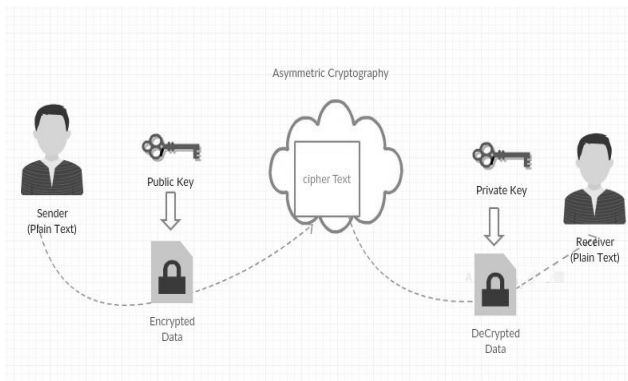 Asymmetric Cryptography
Public Key
cipher Text
Private Key
Sender
(Plain Text)
Receiver
(Plain Text)
Encrypted
Data
DeCrypted
Data